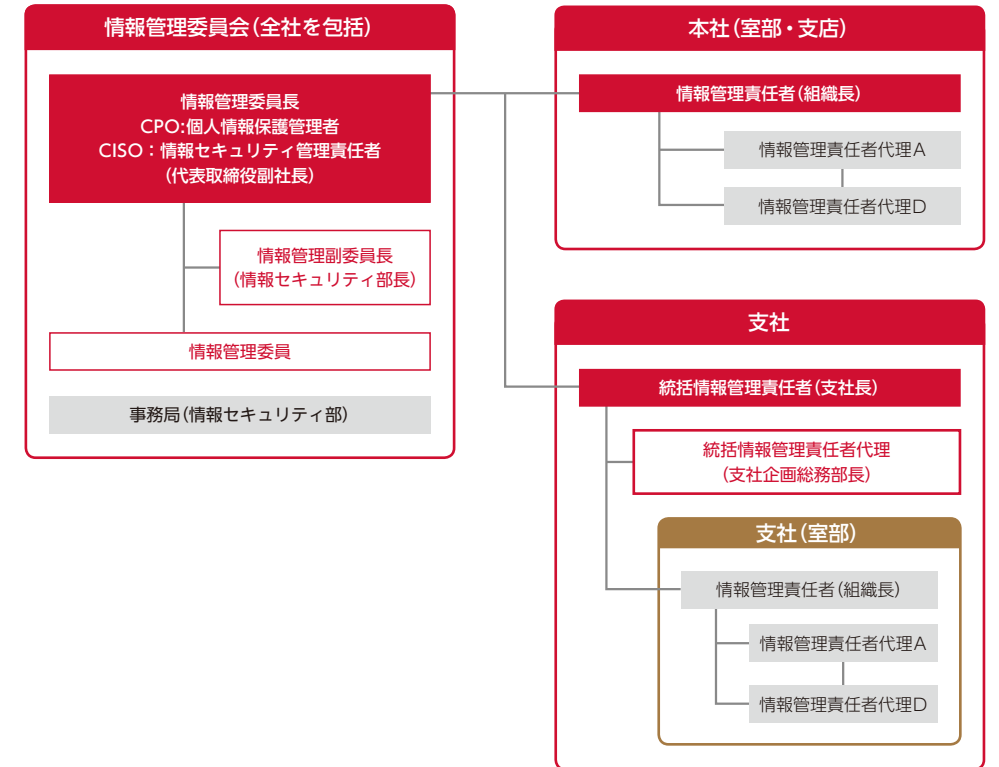 情報管理委員会(全社を包括)
情報管理委員長
CPO:個人情報保護管理者
CISO：情報セキュリティ管理責任者
(代表取締役副社長)
情報管理副委員長
(情報セキュリティ部長)
情報管理委員
事務局(情報セキュリティ部)
本社(室部・支店)
情報管理責任者(組織長)
情報管理責任者代理A
情報管理責任者代理D
支社
統括情報管理責任者(支社長)
統括情報管理責任者代理
(支社企画総務部長)
支社(室部)
情報管理責任者(組織長)
情報管理責任者代理A
情報管理責任者代理D